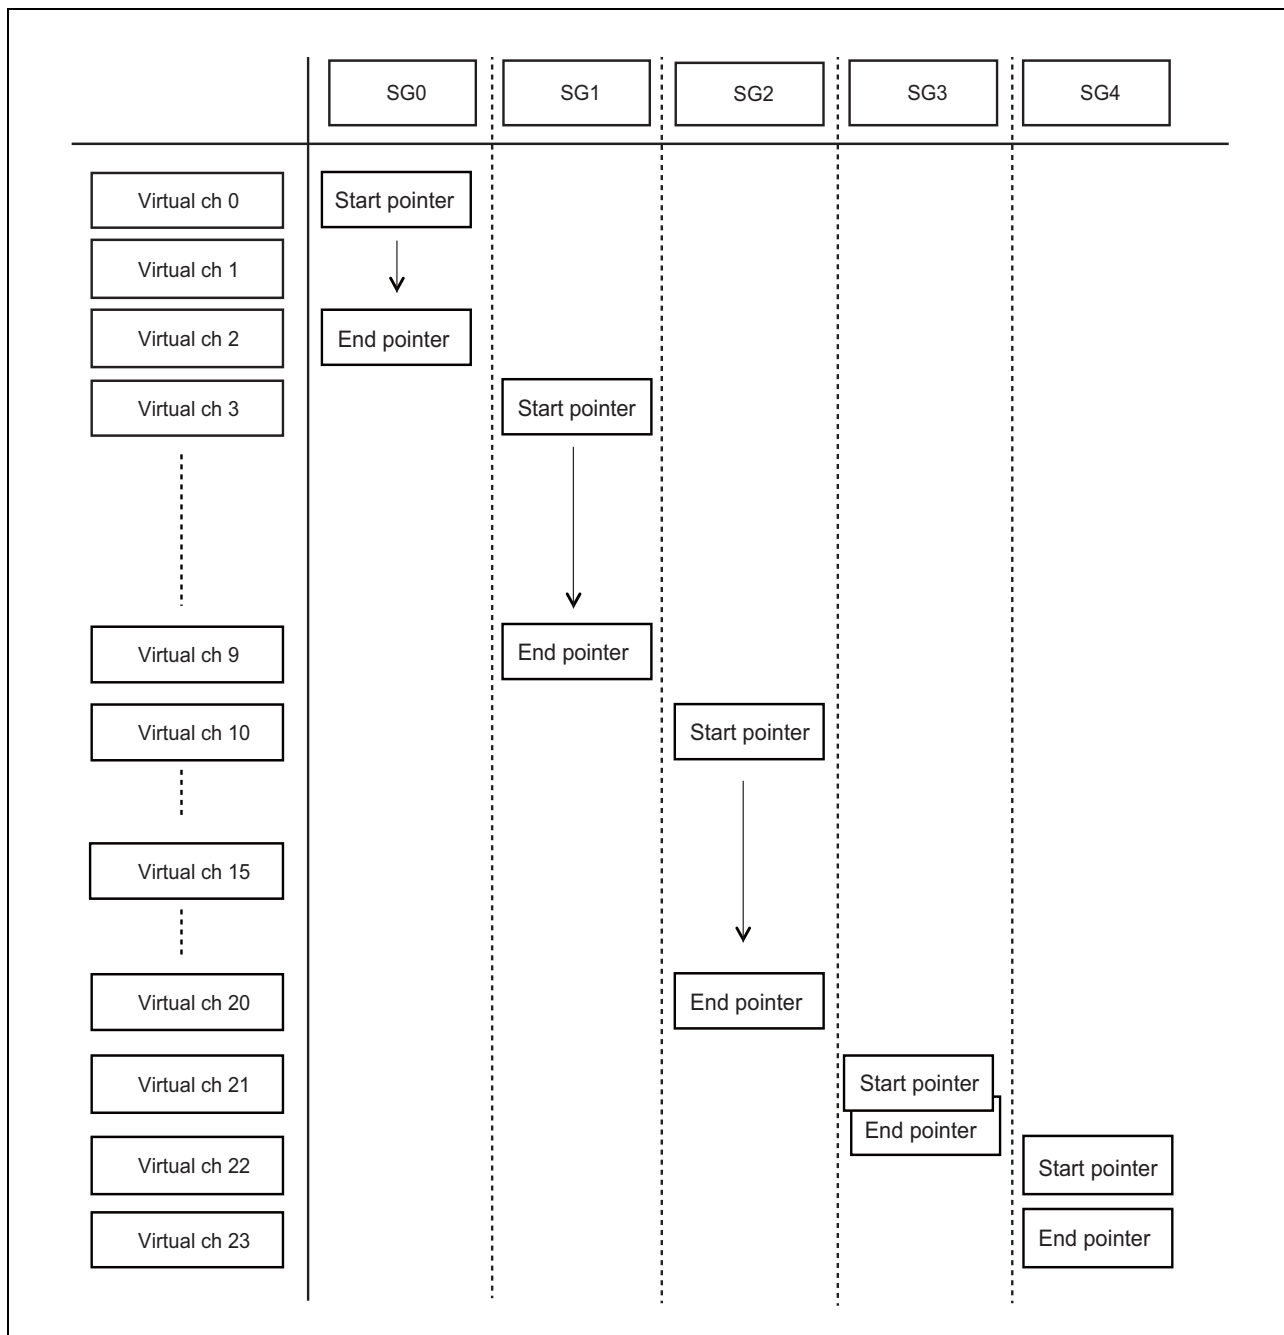 SG0 SG1 SG2 SG3 SG4
Virtual ch 0 Start pointer
Virtual ch 1
Virtual ch 2 End pointer
Virtual ch 3 Start pointer
Virtual ch 9 End pointer
Virtual ch 10 Start pointer
Virtual ch 15
Virtual ch 20 End pointer
Virtual ch 21 Start pointer
End pointer
Virtual ch 22 Start pointer
Virtual ch 23 End pointer